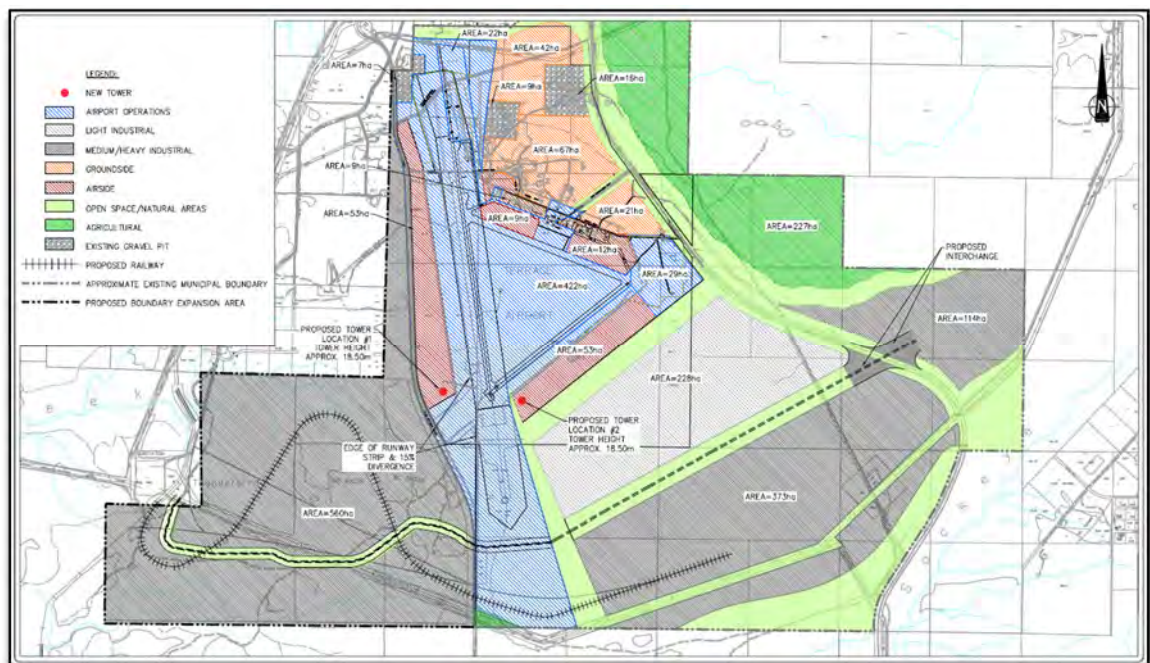 LEGEND:
NEW TOWER
AIRPORT OPERATIONS
LIGHT INDUSTRIAL
MEDIUM/HEAVY INDUSTRIAL
GROUNDSIDE
AIRSIDE
OPEN SPACE/NATURAL AREAS
AGRICULTURAL
EXISTING GRAVEL PIT
PROPOSED RAILWAY
APPROXIMATE EXISTING MUNICIPAL BOUNDARY
PROPOSED BOUNDARY EXPANSION AREA
AREA=22ha
AREA=42ha
AREA=7ha
AREA=16ha
AREA=9ha
N
AREA=67ha
AREA=9ha
AREA=53ha
AREA=9ha
AREA=21ha
AREA=12ha
AREA=227ha
PROPOSED
INTERCHANGE
TERRACE
AREA=29ha
AREA=422ha
AIRPORT
AREA=114ha
PROPOSED TOWER
LOCATION #1
TOWER HEIGHT
APPROX. 18.50m
AREA=53ha
AREA=228ha
PROPOSED TOWER
LOCATION #2
TOWER HEIGHT
APPROX. 18.50m
EDGE OF RUNWAY
STRIP & 15%
DIVERGENCE
AREA=373ha
AREA=560ha